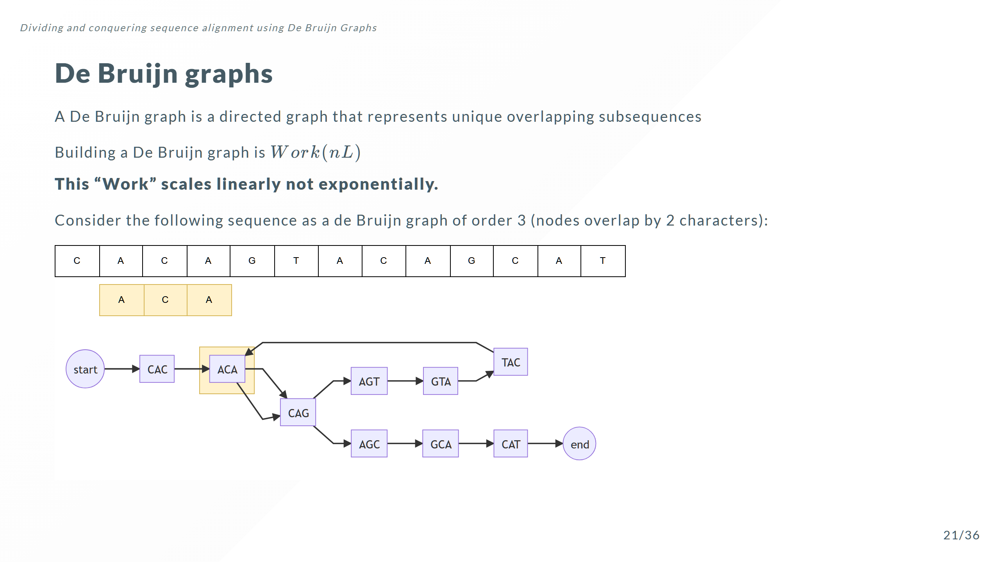 Dividing and conquering sequence alignment using De Bruijn Graphs
De Bruijn graphs
A De Bruijn graph is a directed graph that represents unique overlapping subsequences
Building a De Bruijn graph is Work(nL)
This “Work” scales linearly not exponentially.
Consider the following sequence as a de Bruijn graph of order 3 (nodes overlap by 2 characters):
C A C A G T A C A G C A T
A C A
start CAC ACA TAC
AGT GTA
CAG
AGC GCA CAT end
21/36